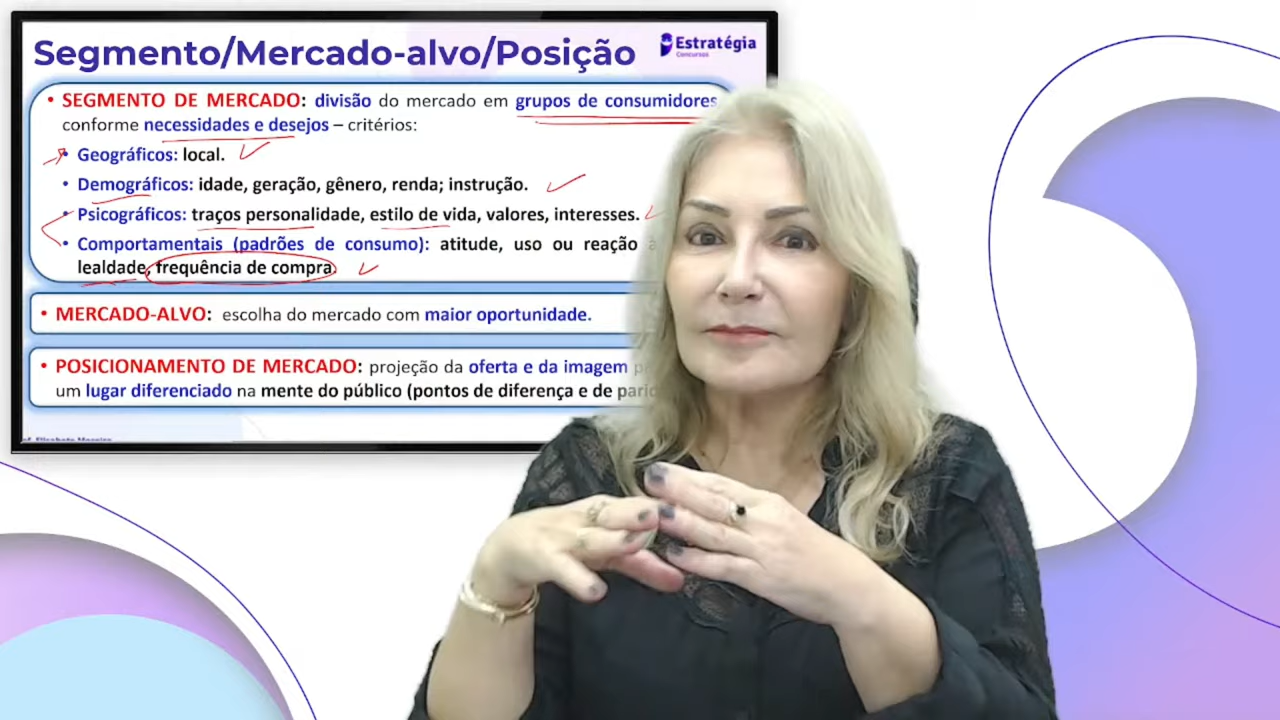 Segmento/Mercado-alvo/Posição
Estratégia
Concursos
• SEGMENTO DE MERCADO: divisão do mercado em grupos de consumidores
conforme necessidades e desejos – critérios:
• Geográficos: local.
• Demográficos: idade, geração, gênero, renda; instrução.
• Psicográficos: traços personalidade, estilo de vida, valores, interesses.
• Comportamentais (padrões de consumo): atitude, uso ou reação
lealdade, frequência de compra.
• MERCADO-ALVO: escolha do mercado com maior oportunidade.
• POSICIONAMENTO DE MERCADO: projeção da oferta e da imagem
um lugar diferenciado na mente do público (pontos de diferença e de